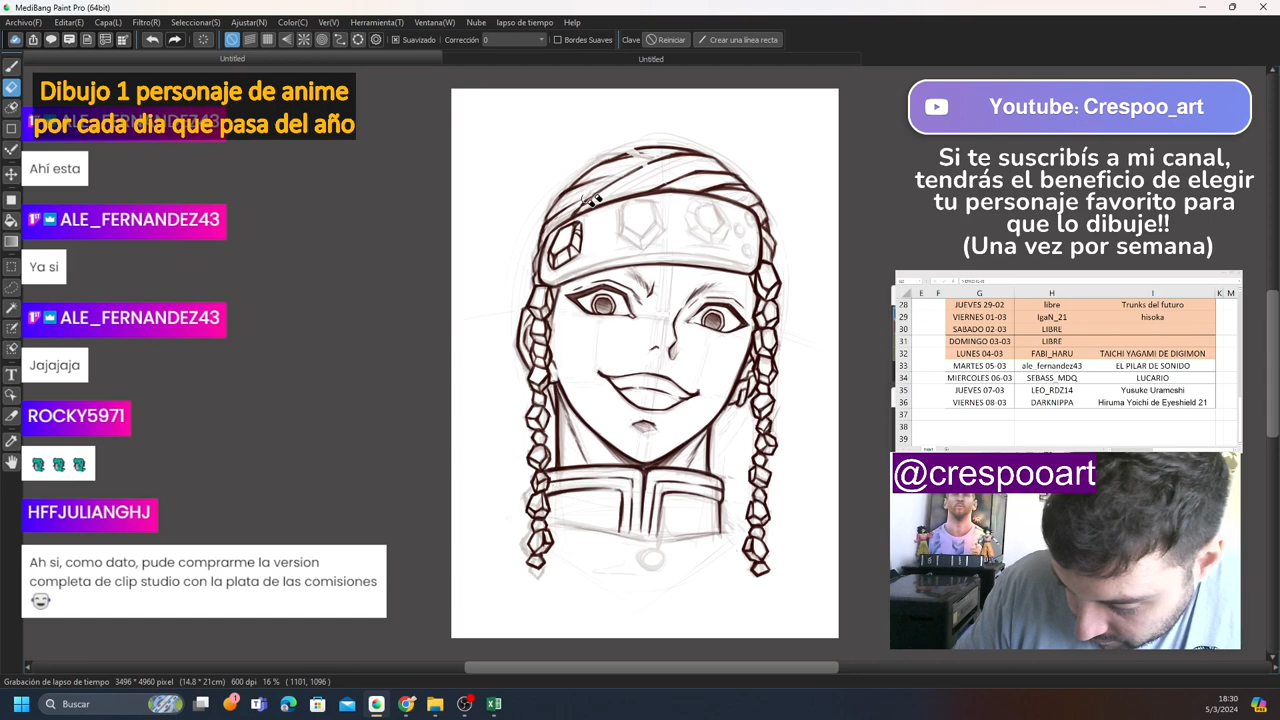 MediBang Paint Pro (64bit)
Archivo(F) Editar(E) Capa(L) Filtro(R) Seleccionar(S) Ajustar(N) Color(C) Ver(V) Herramienta(T) Ventana(W) Nube lapso de tiempo Help
Suavizado Corrección 0 Bordes Suaves Clave Reiniciar Crear una línea recta
Untitled Untitled
Dibujo 1 personaje de anime
por cada dia que pasa del año
ALE_FERNANDEZ43
Ahí esta
ALE_FERNANDEZ43
Ya si
ALE_FERNANDEZ43
Jajajaja
ROCKY5971
HFFJULIANGHJ
Ah si, como dato, pude comprarme la version
completa de clip studio con la plata de las comisiones
Youtube: Crespoo_art
Si te suscribís a mi canal,
tendrás el beneficio de elegir
tu personaje favorito para
que lo dibuje!!
(Una vez por semana)
E F G H I K M
28 JUEVES 29-02 libre Trunks del futuro
29 VIERNES 01-03 IgaN_21 hisoka
30 SABADO 02-03 LIBRE
31 DOMINGO 03-03 LIBRE
32 LUNES 04-03 FABI_HARU TAICHI YAGAMI DE DIGIMON
33 MARTES 05-03 ale_fernandez43 EL PILAR DE SONIDO
34 MIERCOLES 06-03 SEBASS_MDQ LUCARIO
35 JUEVES 07-03 LEO_RDZ14 Yusuke Urameshi
36 VIERNES 08-03 DARKNIPPA Hiruma Yoichi de Eyeshield 21
37
38
39
@crespooart
Grabación de lapso de tiempo 3496 * 4960 pixel (14.8 * 21cm) 600 dpi 16 % ( 1101, 1096 )
Buscar
1
18:30
5/3/2024